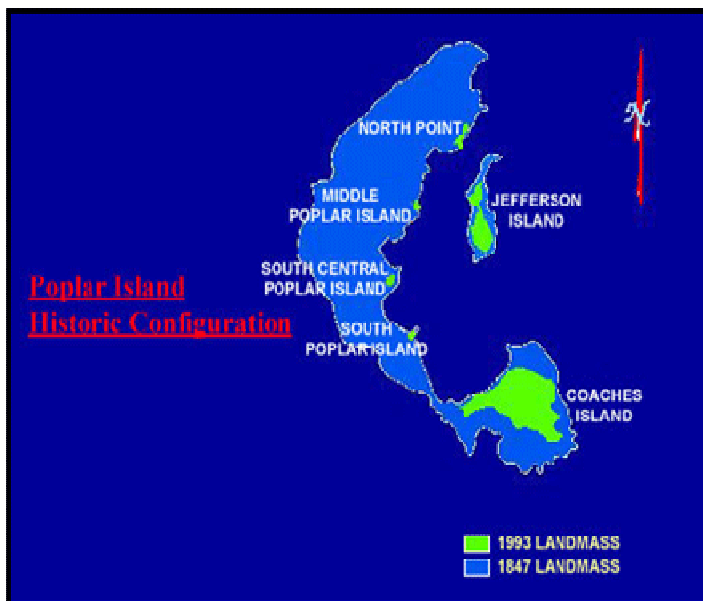 NORTH POINT
N
MIDDLE
POPLAR ISLAND
JEFFERSON
ISLAND
SOUTH CENTRAL
POPLAR ISLAND
Poplar Island
Historic Configuration
SOUTH
POPLAR ISLAND
COACHES
ISLAND
1993 LANDMASS
1847 LANDMASS